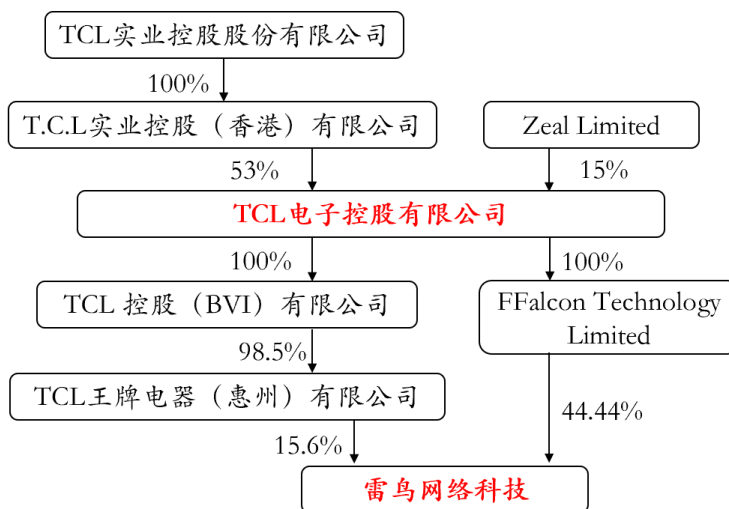 TCL实业控股股份有限公司
100%
T.C.L实业控股（香港）有限公司
Zeal Limited
53%
15%
TCL电子控股有限公司
100%
100%
TCL 控股（BVI）有限公司
FFalcon Technology
Limited
98.5%
TCL王牌电器（惠州）有限公司
44.44%
15.6%
雷鸟网络科技